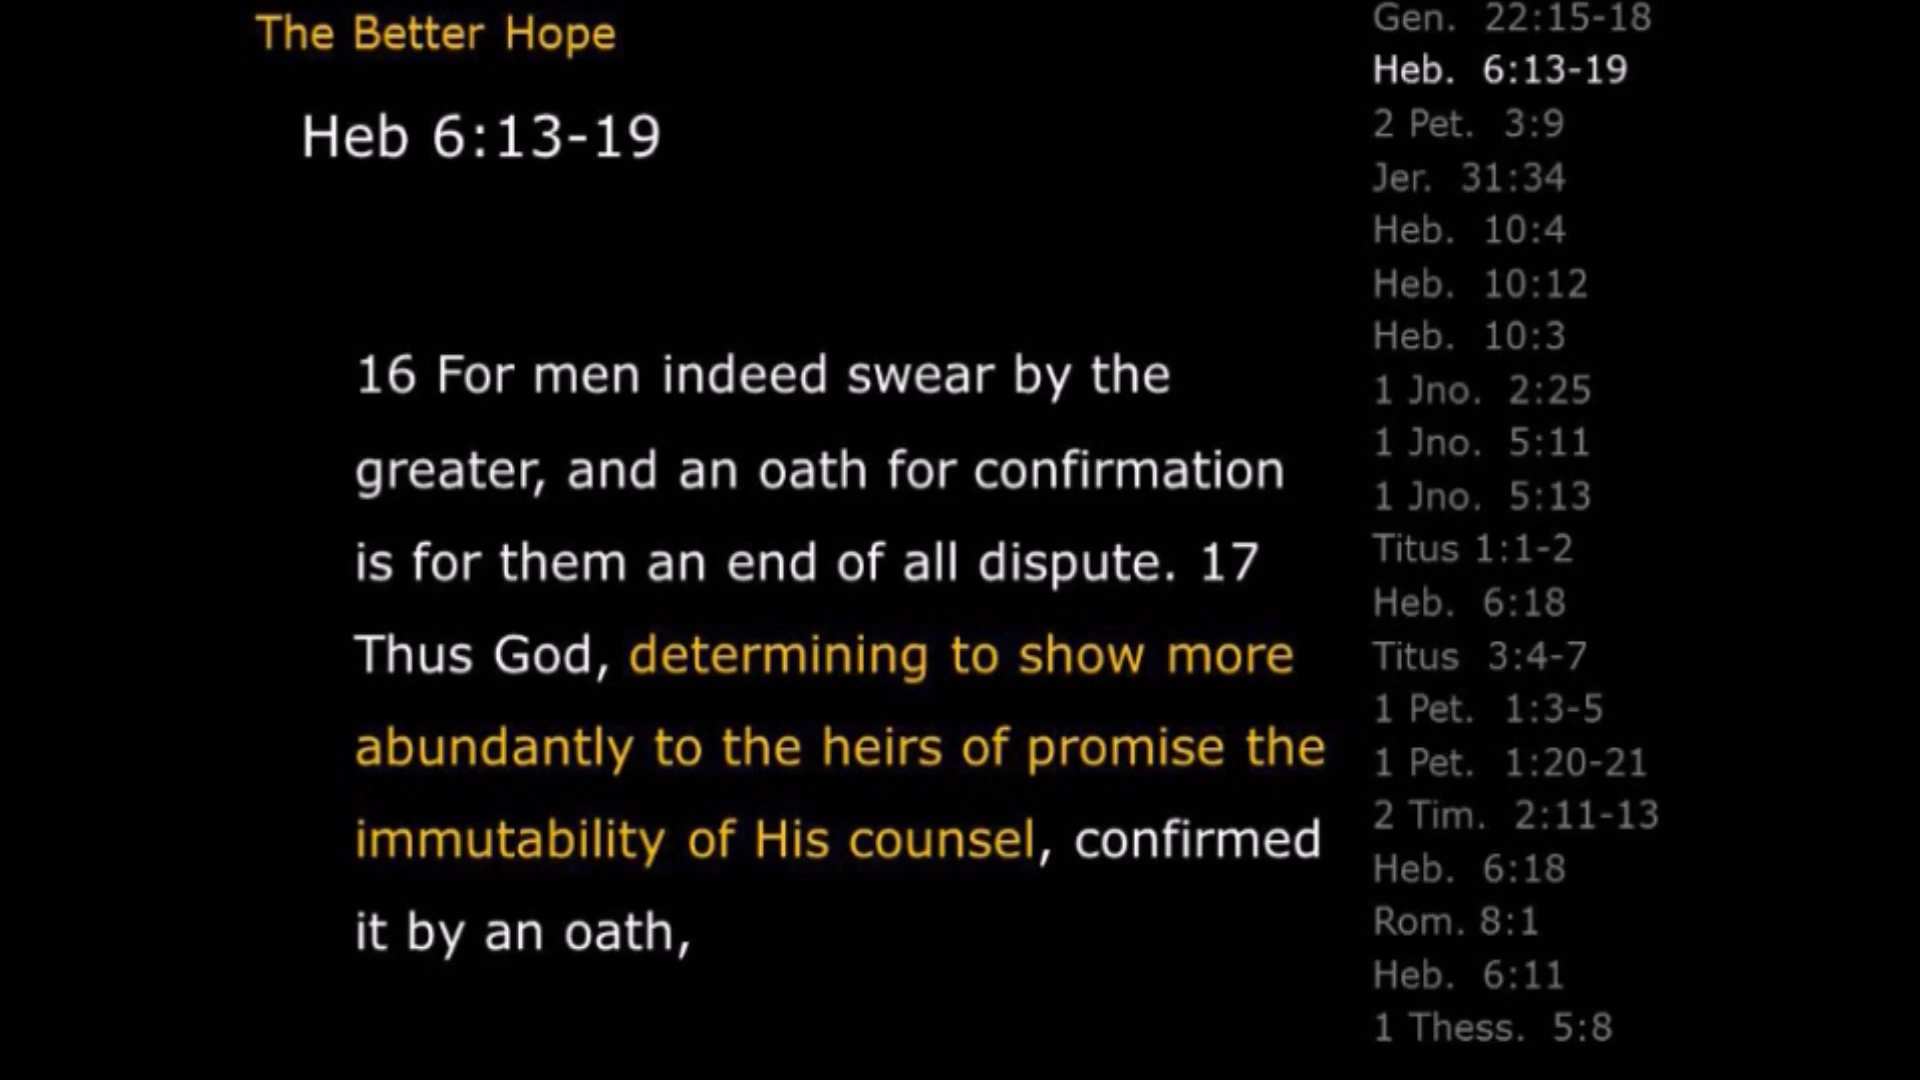 The Better Hope
Heb 6:13-19
16 For men indeed swear by the
greater, and an oath for confirmation
is for them an end of all dispute. 17
Thus God, determining to show more
abundantly to the heirs of promise the
immutability of His counsel, confirmed
it by an oath,
Gen. 22:15-18
Heb. 6:13-19
2 Pet. 3:9
Jer. 31:34
Heb. 10:4
Heb. 10:12
Heb. 10:3
1 Jno. 2:25
1 Jno. 5:11
1 Jno. 5:13
Titus 1:1-2
Heb. 6:18
Titus 3:4-7
1 Pet. 1:3-5
1 Pet. 1:20-21
2 Tim. 2:11-13
Heb. 6:18
Rom. 8:1
Heb. 6:11
1 Thess. 5:8